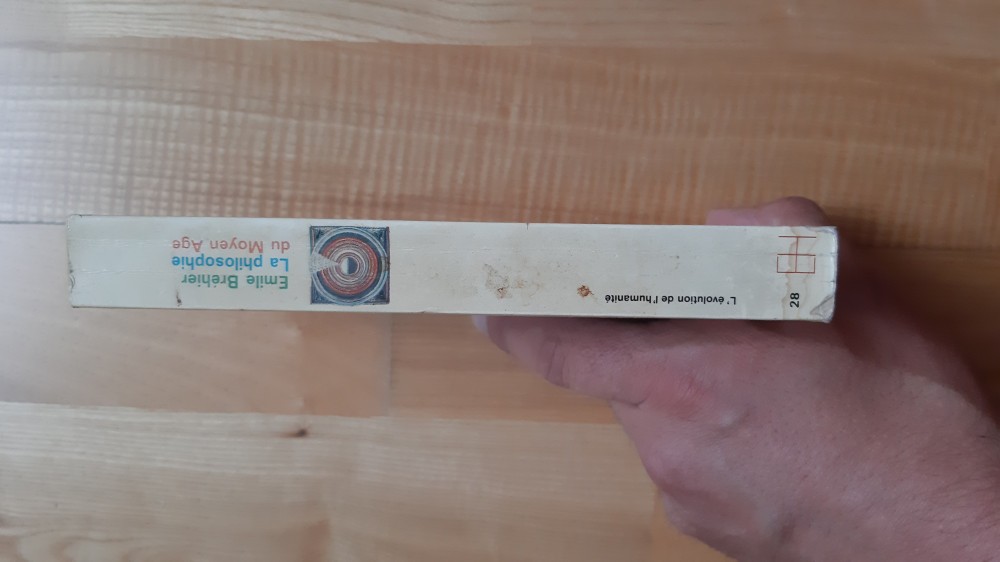 Emile Bréhier
La philosophie
du Moyen Age
L'évolution de l'humanité
28